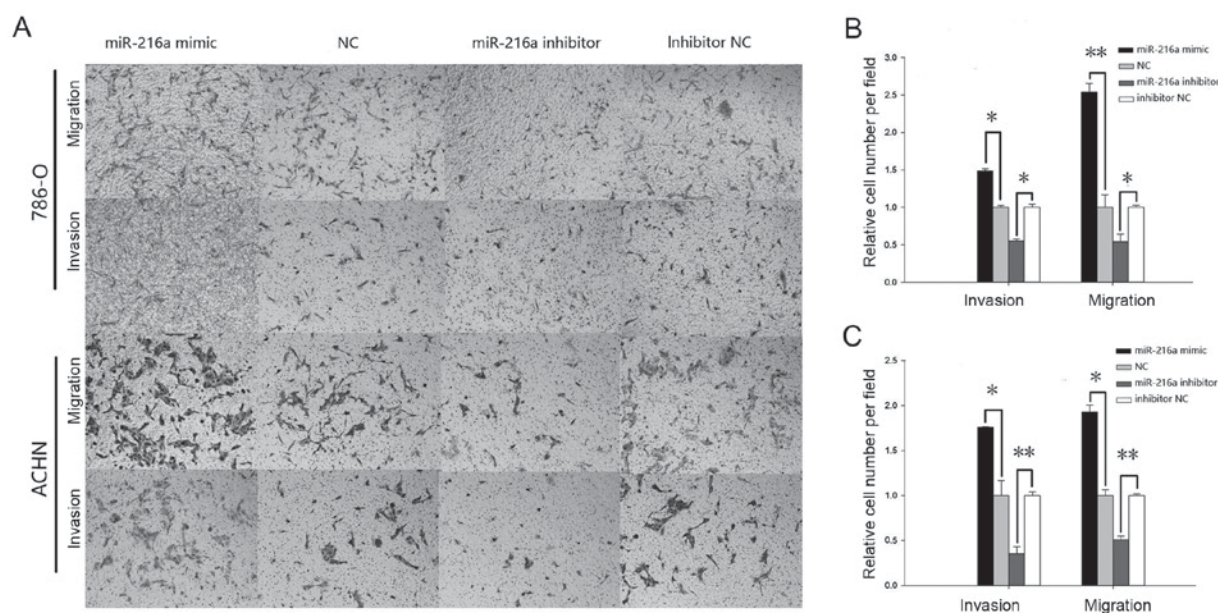 A
miR-216a mimic
NC
miR-216a inhibitor
Inhibitor NC
786-O
Migration
Invasion
ACHN
Migration
Invasion
B
Relative cell number per field
3.0
2.5
2.0
1.5
1.0
0.5
0.0
**
*
*
*
miR-216a mimic
NC
miR-216a inhibitor
inhibitor NC
Invasion
Migration
C
Relative cell number per field
2.5
2.0
1.5
1.0
0.5
0.0
*
**
*
**
miR-216a mimic
NC
miR-216a inhibitor
inhibitor NC
Invasion
Migration